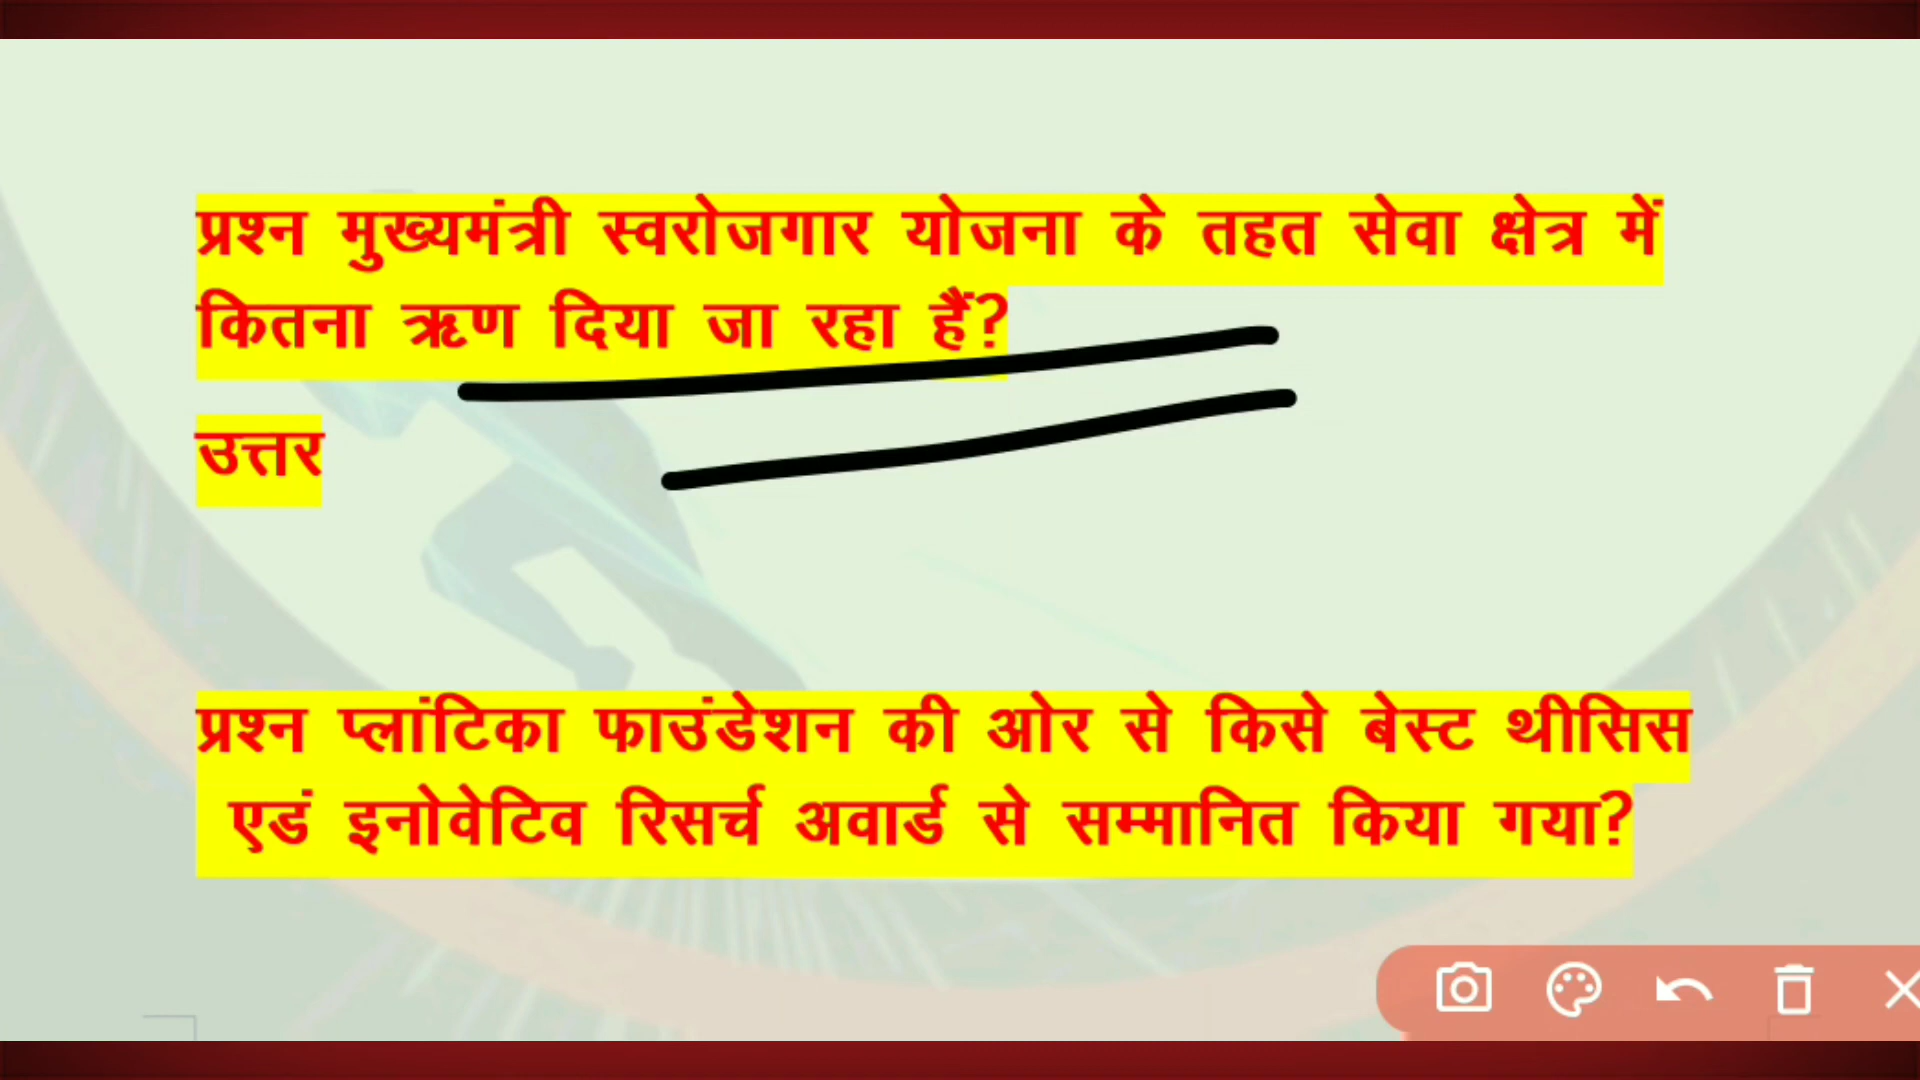 प्रश्न मुख्यमंत्री स्वरोजगार योजना के तहत सेवा क्षेत्र में
कितना ऋण दिया जा रहा हैं?
उत्तर
प्रश्न प्लांटिका फाउंडेशन की ओर से किसे बेस्ट थीसिस
एडं इनोवेटिव रिसर्च अवार्ड से सम्मानित किया गया?